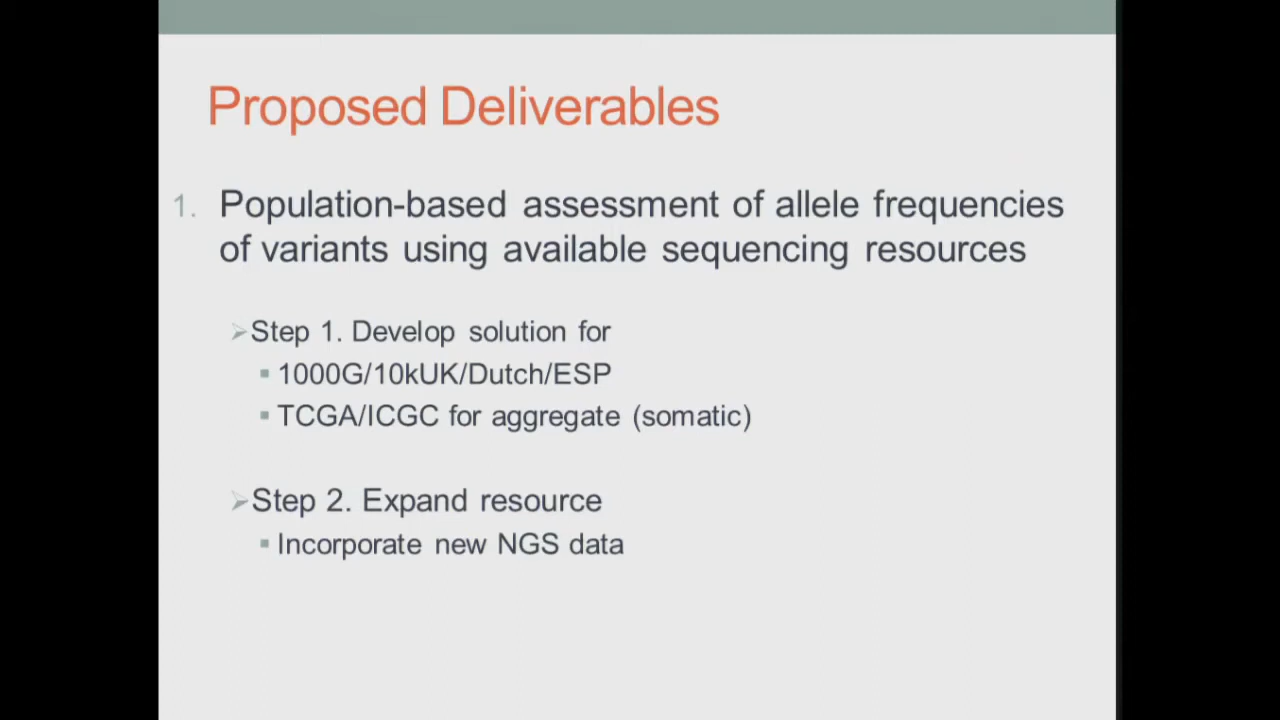 Proposed Deliverables
1. Population-based assessment of allele frequencies
of variants using available sequencing resources
Step 1. Develop solution for
1000G/10kUK/Dutch/ESP
TCGA/ICGC for aggregate (somatic)
Step 2. Expand resource
Incorporate new NGS data